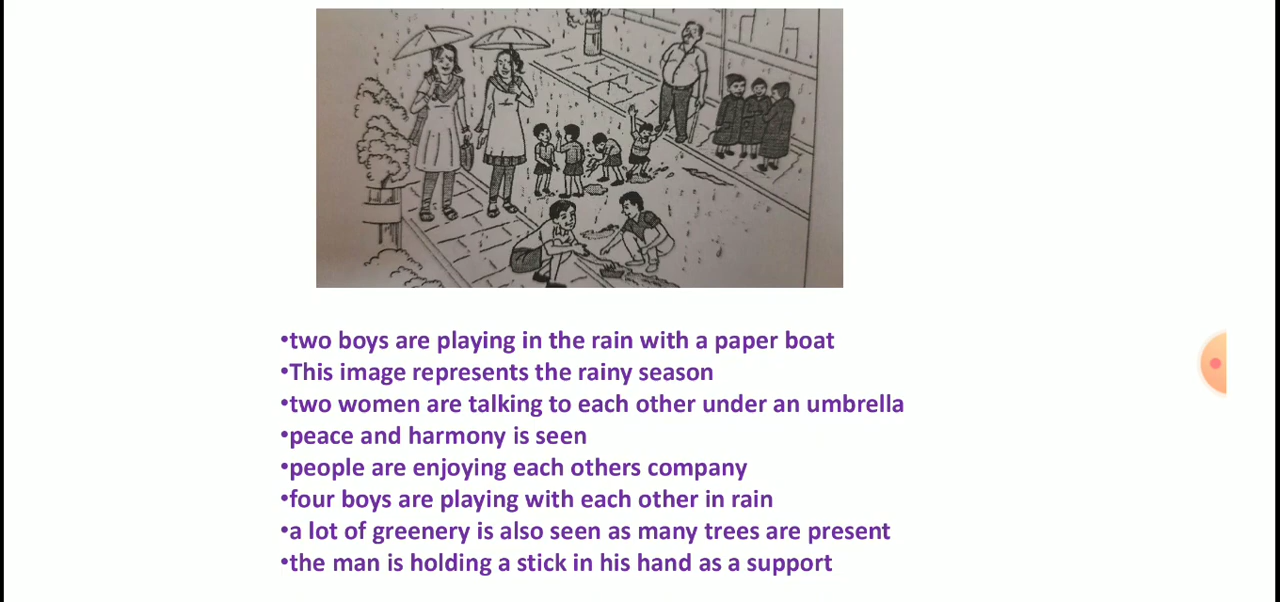 •two boys are playing in the rain with a paper boat
•This image represents the rainy season
•two women are talking to each other under an umbrella
•peace and harmony is seen
•people are enjoying each others company
•four boys are playing with each other in rain
•a lot of greenery is also seen as many trees are present
•the man is holding a stick in his hand as a support